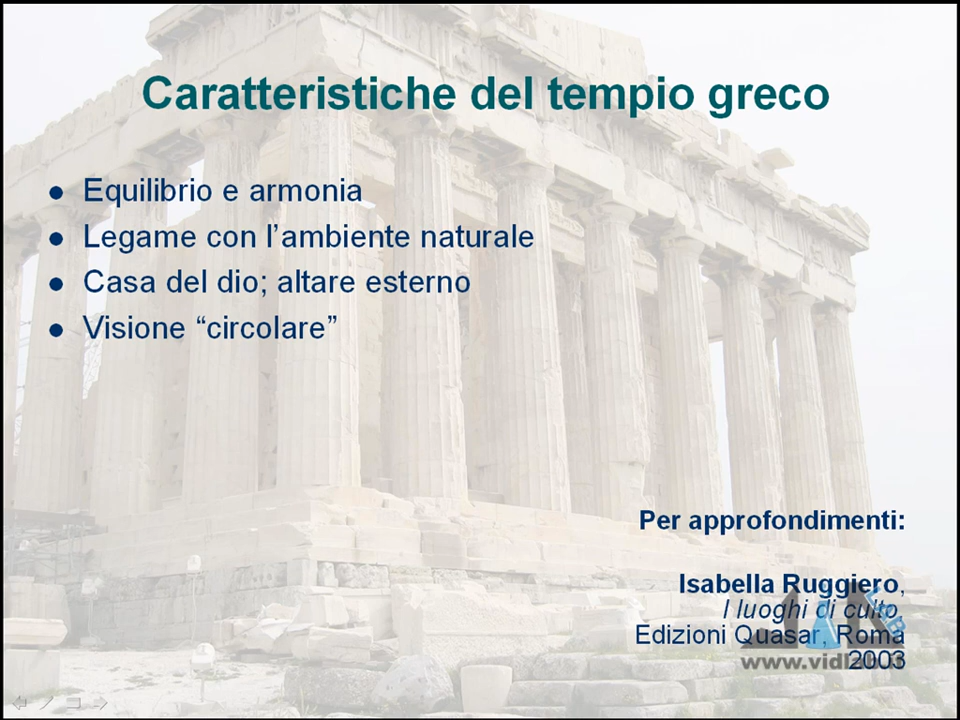 Caratteristiche del tempio greco
● Equilibrio e armonia
● Legame con l’ambiente naturale
● Casa del dio; altare esterno
● Visione “circolare”
Per approfondimenti:
Isabella Ruggiero,
I luoghi di culto,
Edizioni Quasar, Roma
2003